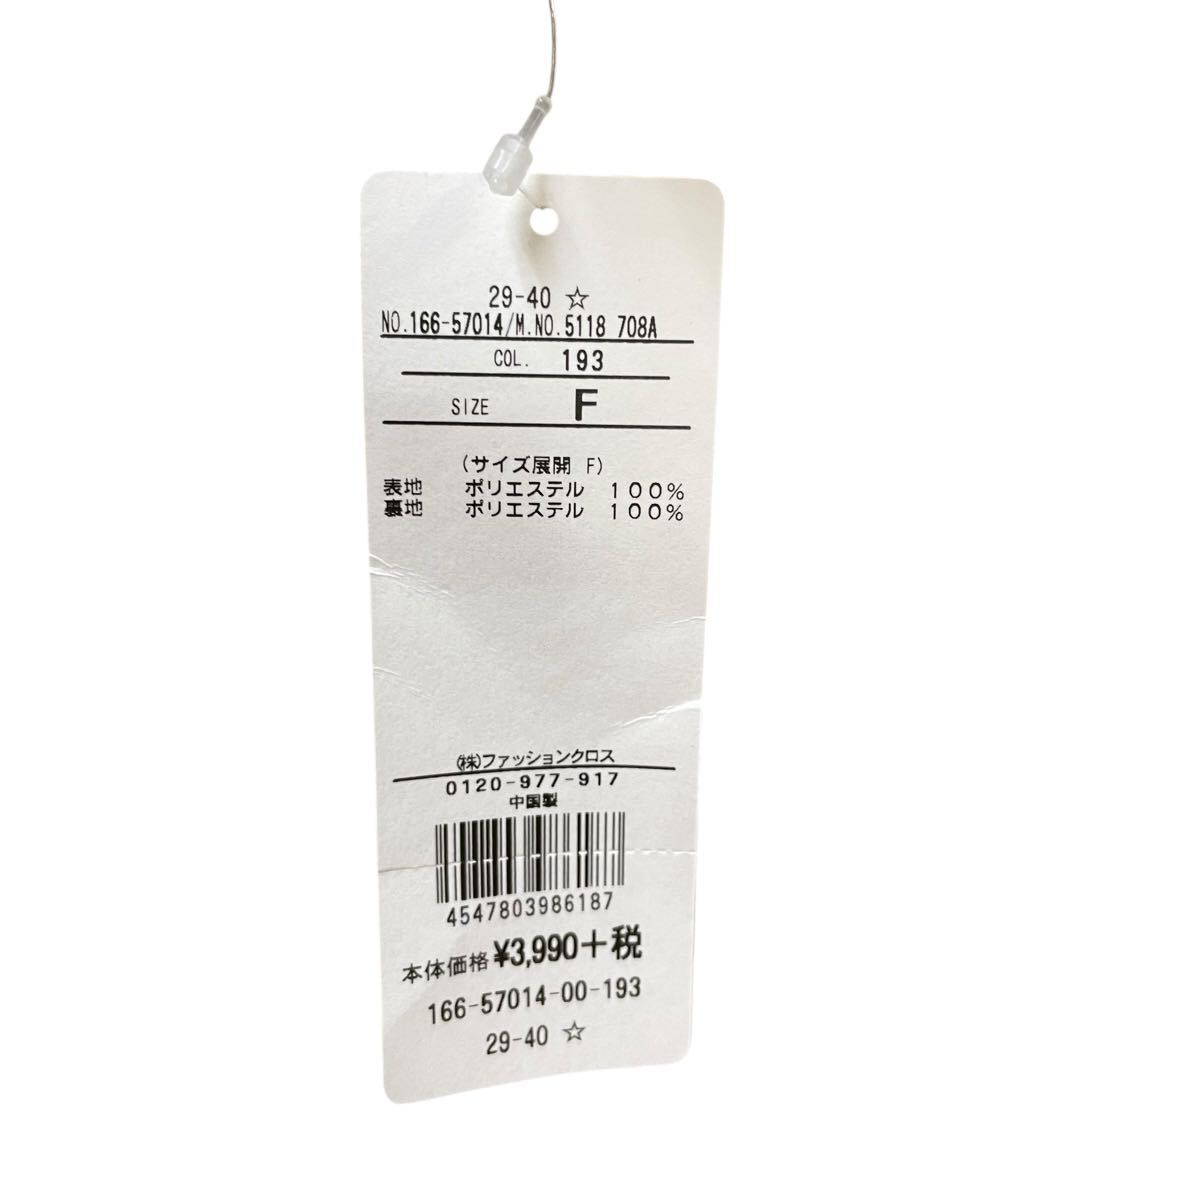 29-40 ☆
NO.166-57014/M.NO.5118 708A
COL. 193
SIZE F
(サイズ展開 F)
表地 ポリエステル 100%
裏地 ポリエステル 100%
㈱ファッションクロス
0120-977-917
中国製
4547803986187
本体価格 ¥3,990+税
166-57014-00-193
29-40 ☆